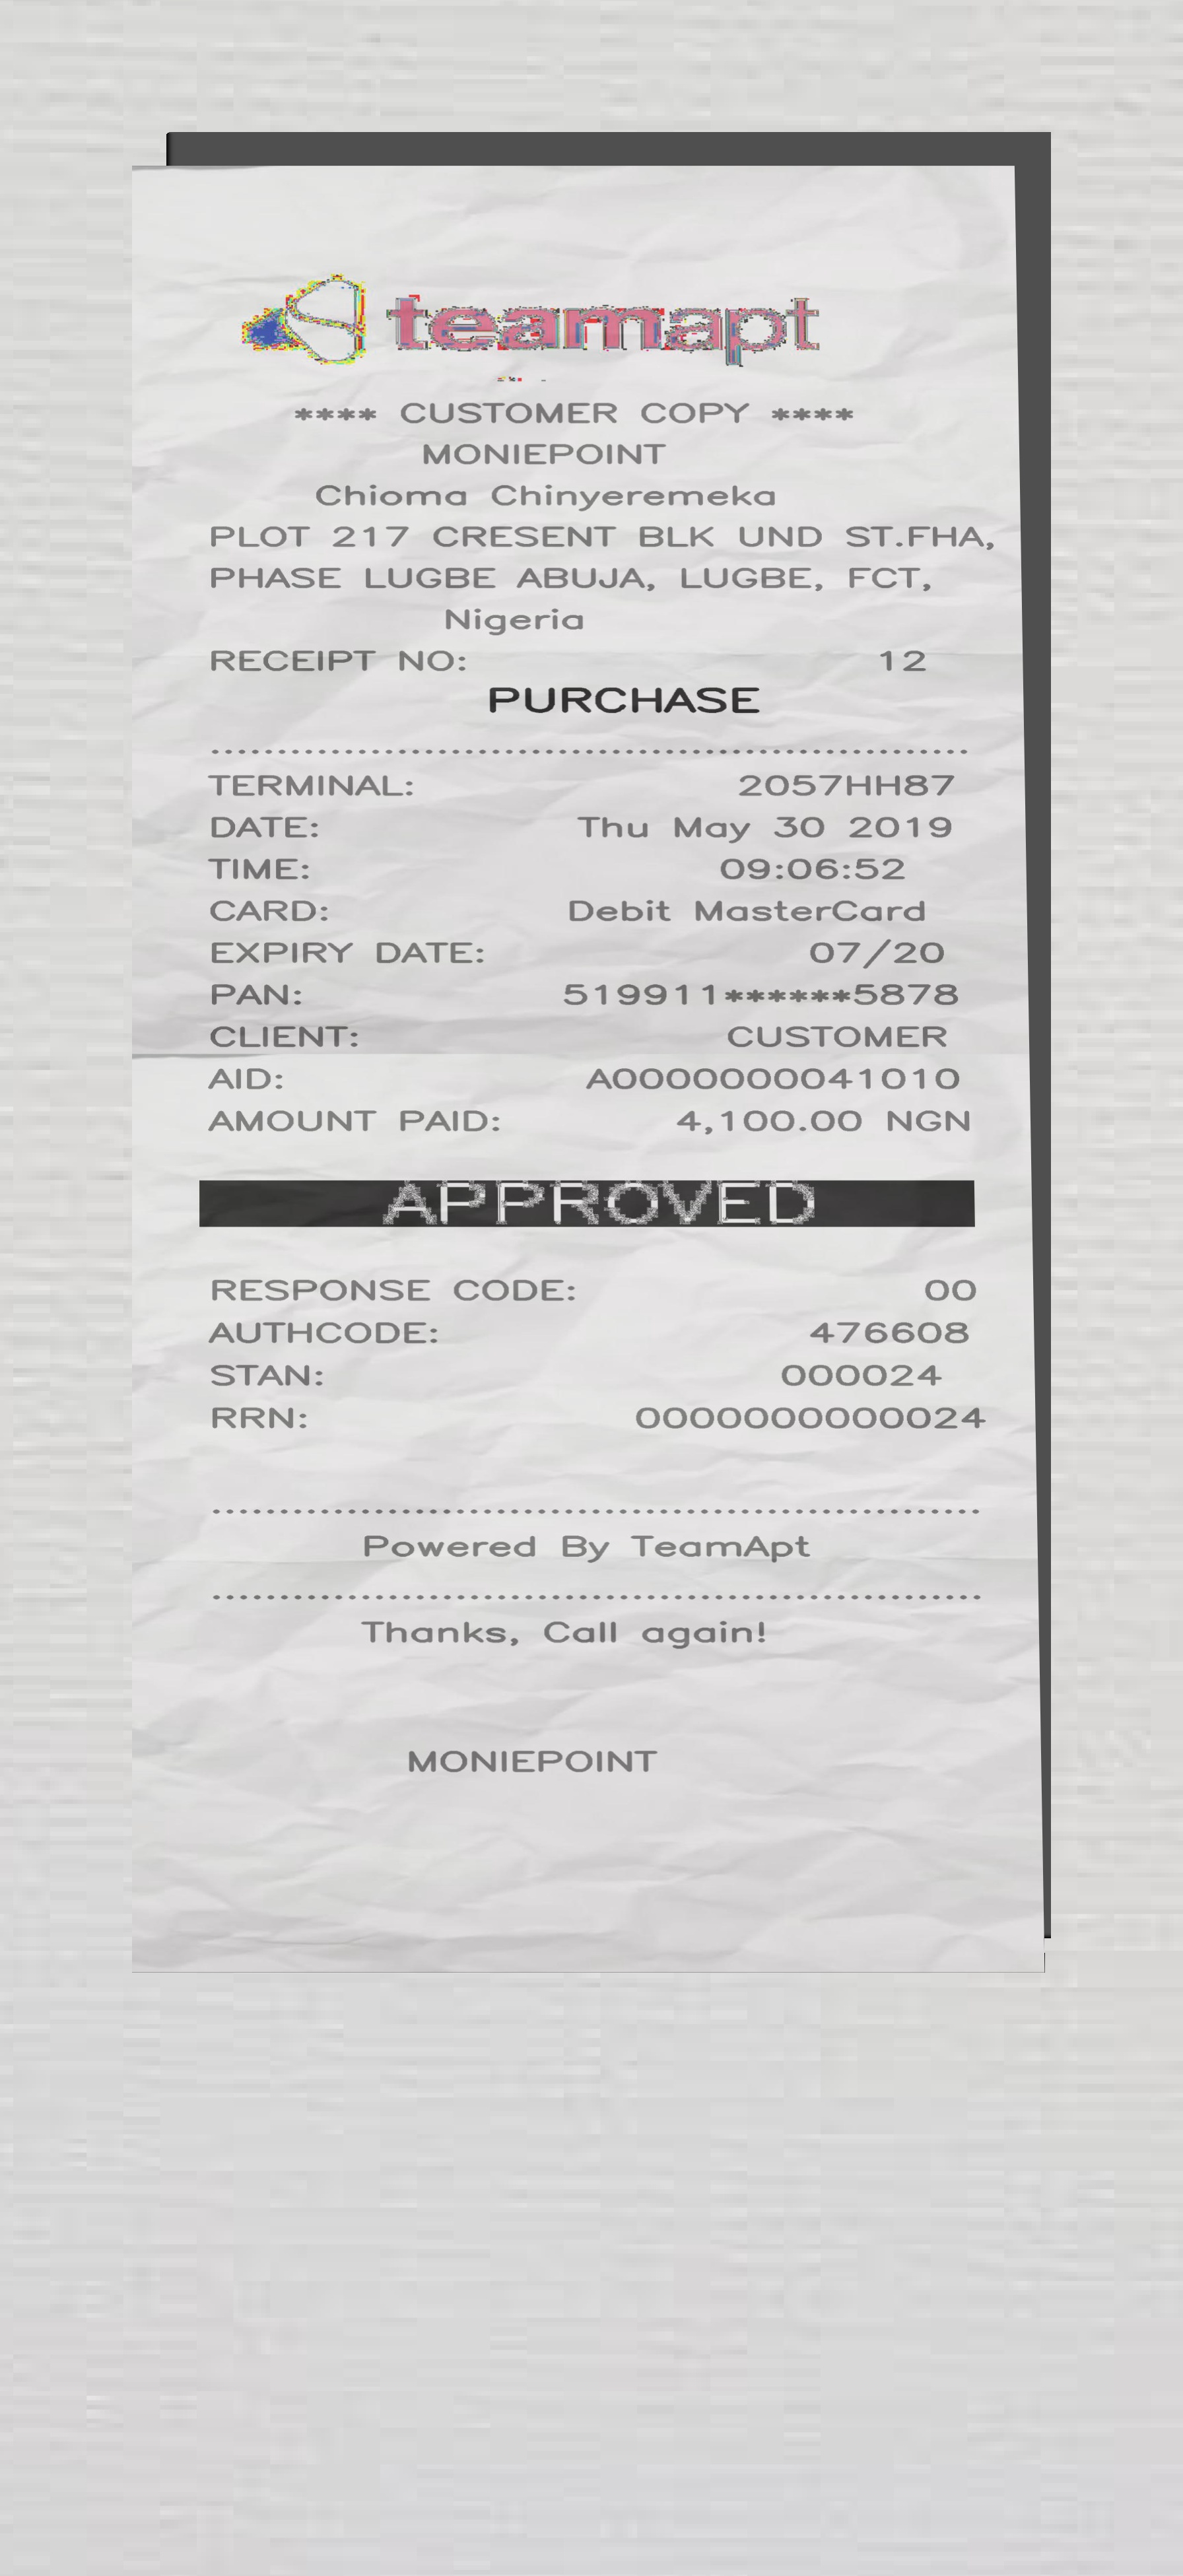 teamapt
**** CUSTOMER COPY ****
MONIEPOINT
Chioma Chinyeremeka
PLOT 217 CRESENT BLK UND ST.FHA,
PHASE LUGBE ABUJA, LUGBE, FCT,
Nigeria
RECEIPT NO: 12
PURCHASE
TERMINAL: 2057HH87
DATE: Thu May 30 2019
TIME: 09:06:52
CARD: Debit MasterCard
EXPIRY DATE: 07/20
PAN: 519911******5878
CLIENT: CUSTOMER
AID: A0000000041010
AMOUNT PAID: 4,100.00 NGN
APPROVED
RESPONSE CODE: 00
AUTHCODE: 476608
STAN: 000024
RRN: 000000000024
Powered By TeamApt
Thanks, Call again!
MONIEPOINT